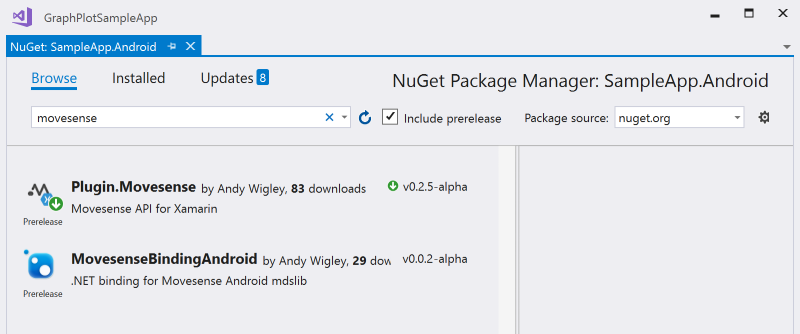 GraphPlotSampleApp
NuGet: SampleApp.Android
Browse Installed Updates 8 NuGet Package Manager: SampleApp.Android
movesense Include prerelease Package source: nuget.org
Plugin.Movesense by Andy Wigley, 83 downloads v0.2.5-alpha
Movesense API for Xamarin
Prerelease
MovesenseBindingAndroid by Andy Wigley, 29 dow v0.0.2-alpha
.NET binding for Movesense Android mdslib
Prerelease